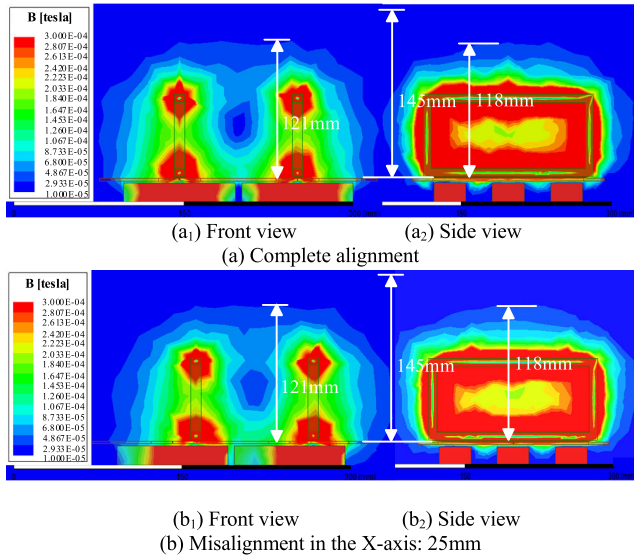 B [tesla]
3.000E-04
2.807E-04
2.613E-04
2.420E-04
2.227E-04
2.033E-04
1.840E-04
1.647E-04
1.453E-04
1.260E-04
1.067E-04
8.733E-05
6.800E-05
4.867E-05
2.933E-05
1.000E-05
121mm
145mm
118mm
(a1) Front view (a2) Side view
(a) Complete alignment
B [tesla]
3.000E-04
2.807E-04
2.613E-04
2.420E-04
2.227E-04
2.033E-04
1.840E-04
1.647E-04
1.453E-04
1.260E-04
1.067E-04
8.733E-05
6.800E-05
4.867E-05
2.933E-05
1.000E-05
121mm
145mm
118mm
(b1) Front view (b2) Side view
(b) Misalignment in the X-axis: 25mm